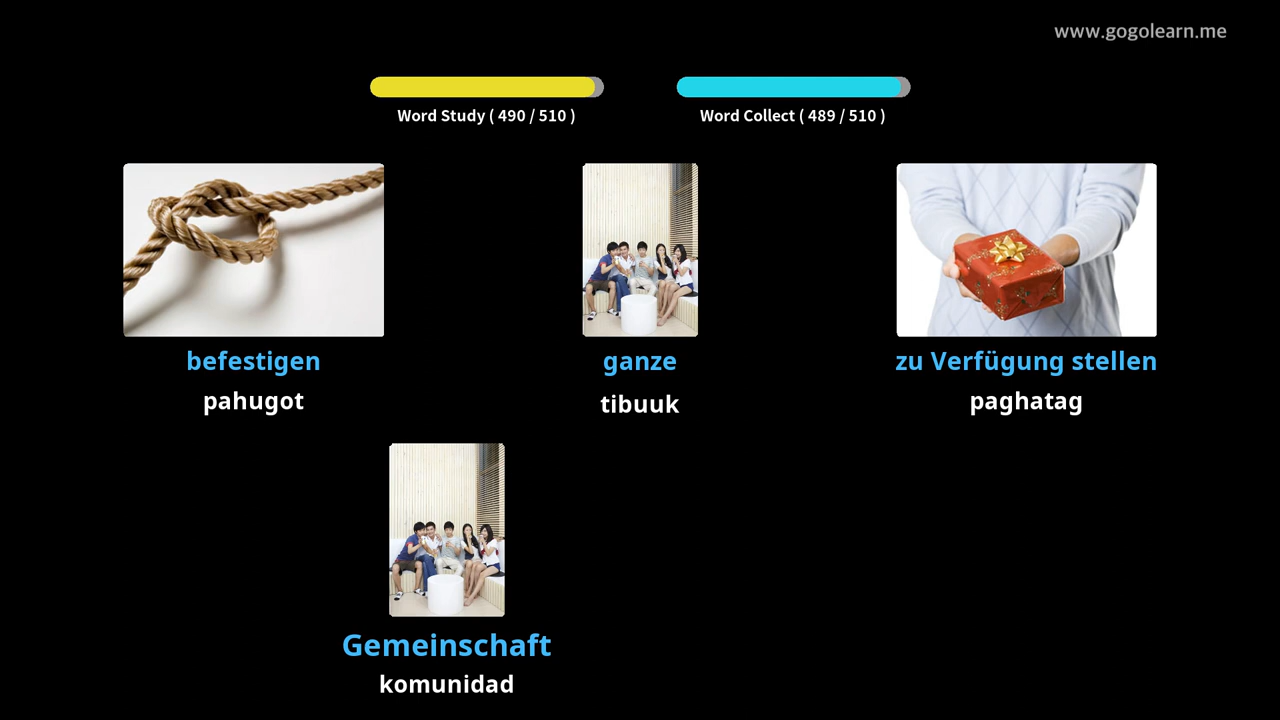 www.gogolearn.me
Word Study ( 490 / 510 )
Word Collect ( 489 / 510 )
befestigen
pahugot
ganze
tibuuk
zu Verfügung stellen
paghatag
Gemeinschaft
komunidad